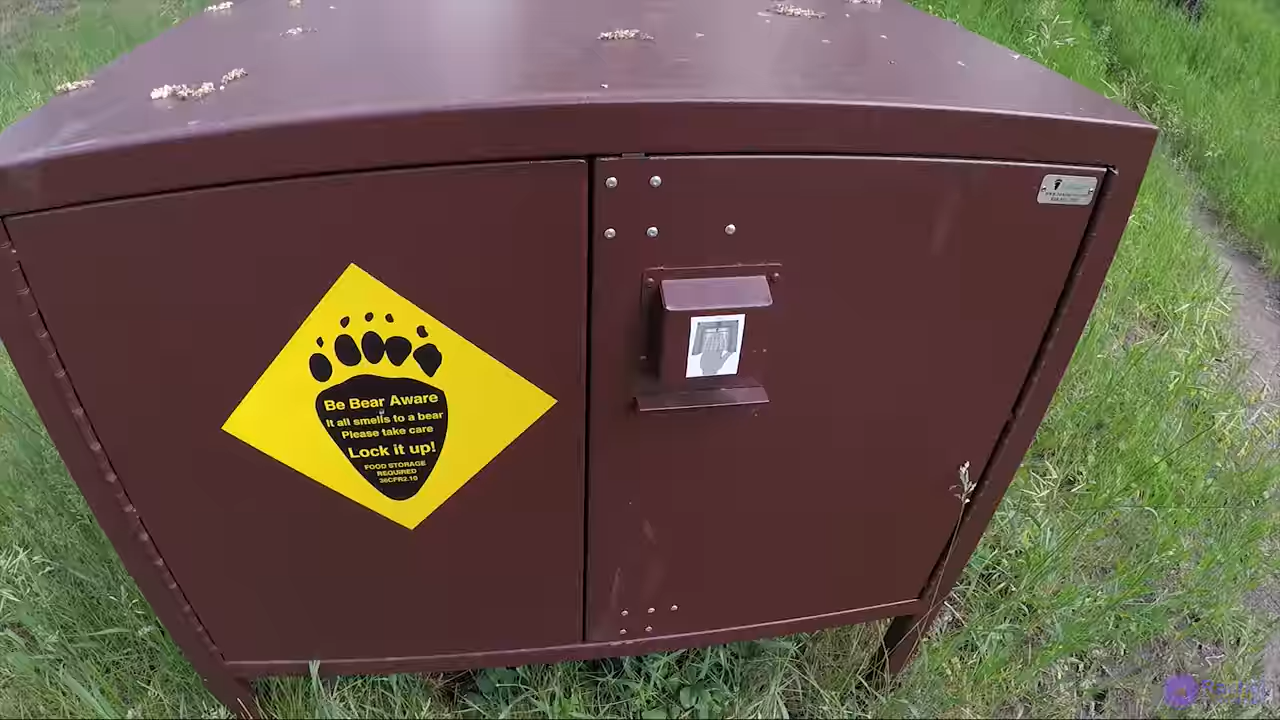 Be Bear Aware
It all smells to a bear
Please take care
Lock it up!
FOOD STORAGE
REQUIRED
36CFR2.10